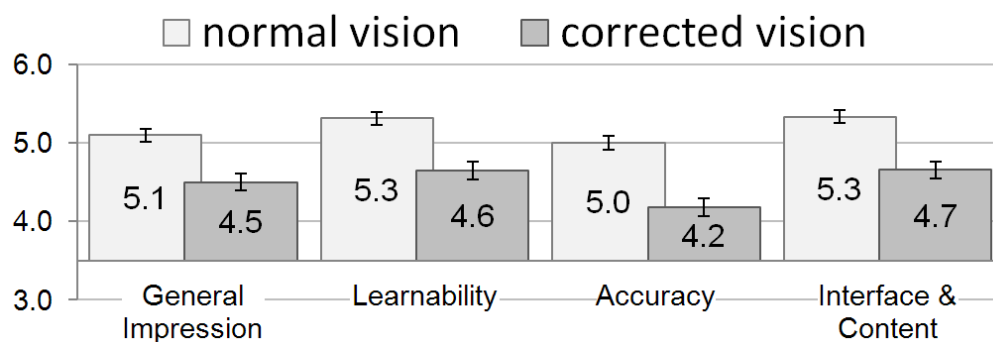 normal vision corrected vision
6.0
5.0
4.0
3.0
5.1 4.5 5.3 4.6 5.0 4.2 5.3 4.7
General Learnability Accuracy Interface &
Impression Content